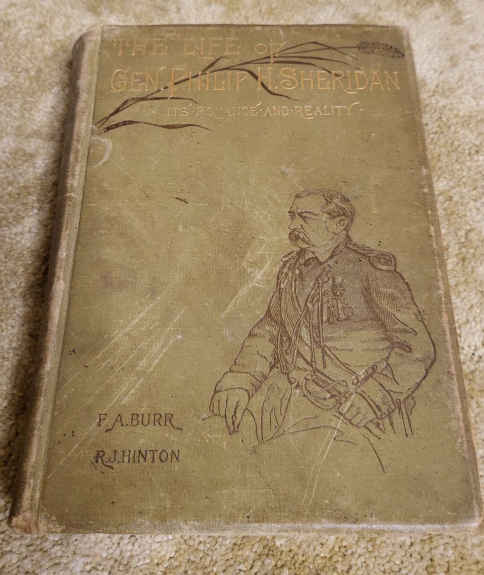 THE LIFE OF
GEN. PHILIP H. SHERIDAN
ITS·ROMANCE·AND·REALITY·
F. A. BURR
R. J. HINTON